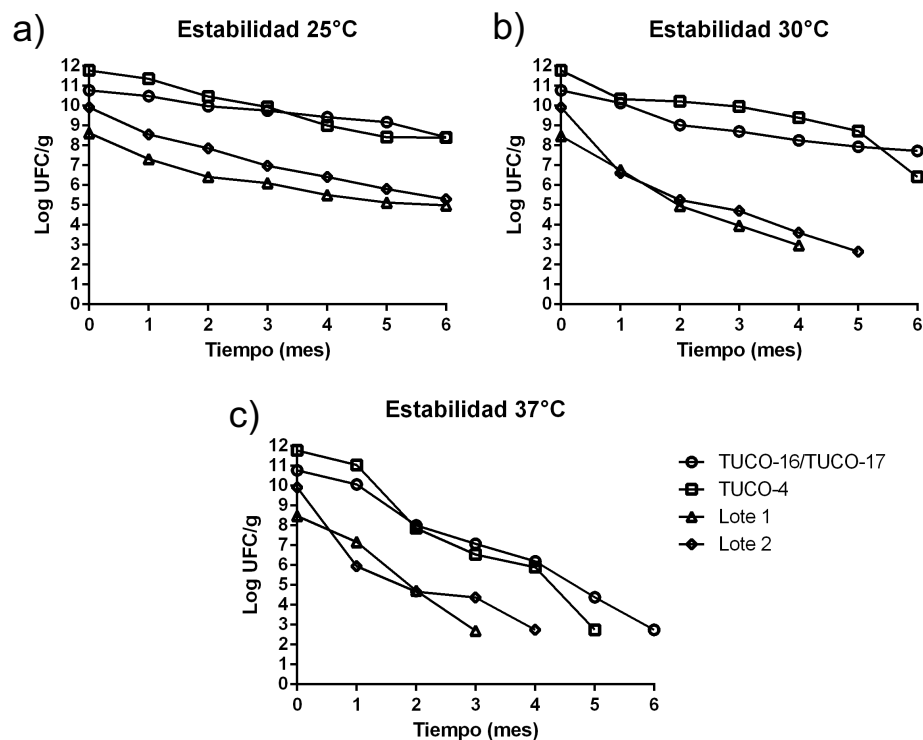 a)
Estabilidad 25°C
12
11
10
9
8
7
6
5
4
3
2
1
0
Log UFC/g
0 1 2 3 4 5 6
Tiempo (mes)
b)
Estabilidad 30°C
12
11
10
9
8
7
6
5
4
3
2
1
0
Log UFC/g
0 1 2 3 4 5 6
Tiempo (mes)
c)
Estabilidad 37°C
12
11
10
9
8
7
6
5
4
3
2
1
0
Log UFC/g
0 1 2 3 4 5 6
Tiempo (mes)
TUCO-16/TUCO-17
TUCO-4
Lote 1
Lote 2